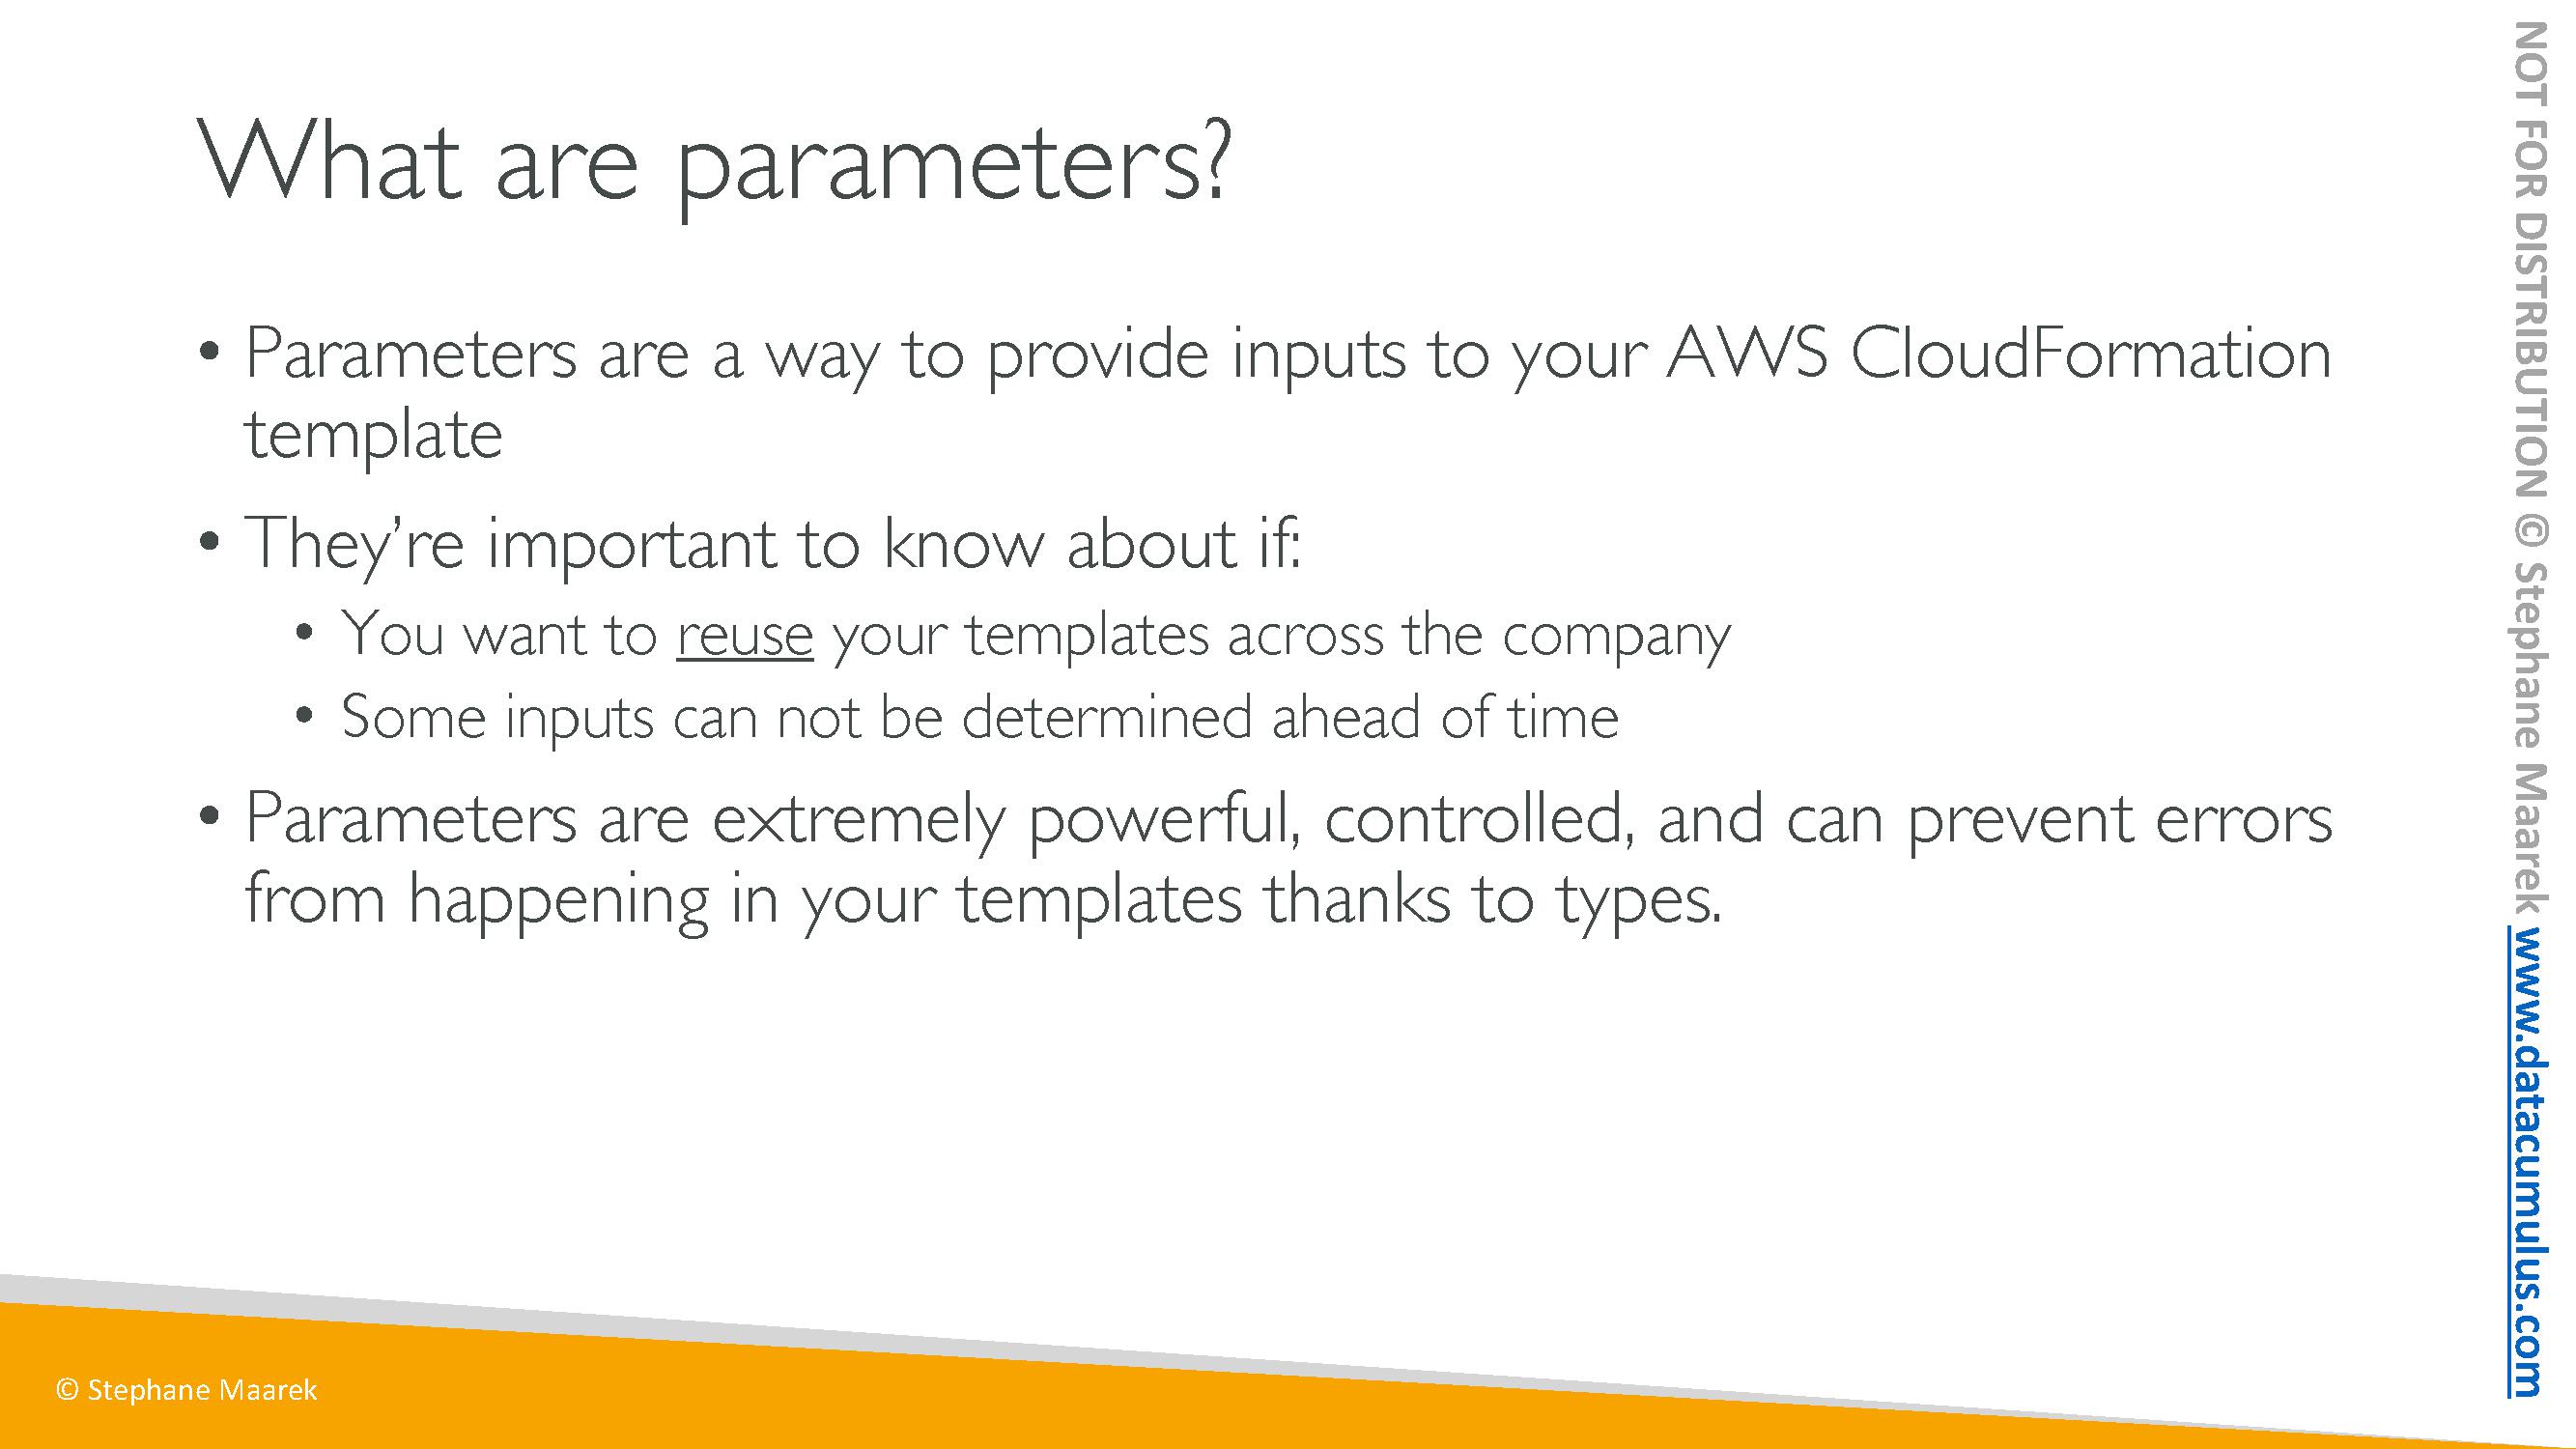 What are parameters?
• Parameters are a way to provide inputs to your AWS CloudFormation
template
• They’re important to know about if:
• You want to reuse your templates across the company
• Some inputs can not be determined ahead of time
• Parameters are extremely powerful, controlled, and can prevent errors
from happening in your templates thanks to types.
© Stephane Maarek
NOT FOR DISTRIBUTION © Stephane Maarek www.datacumulus.com